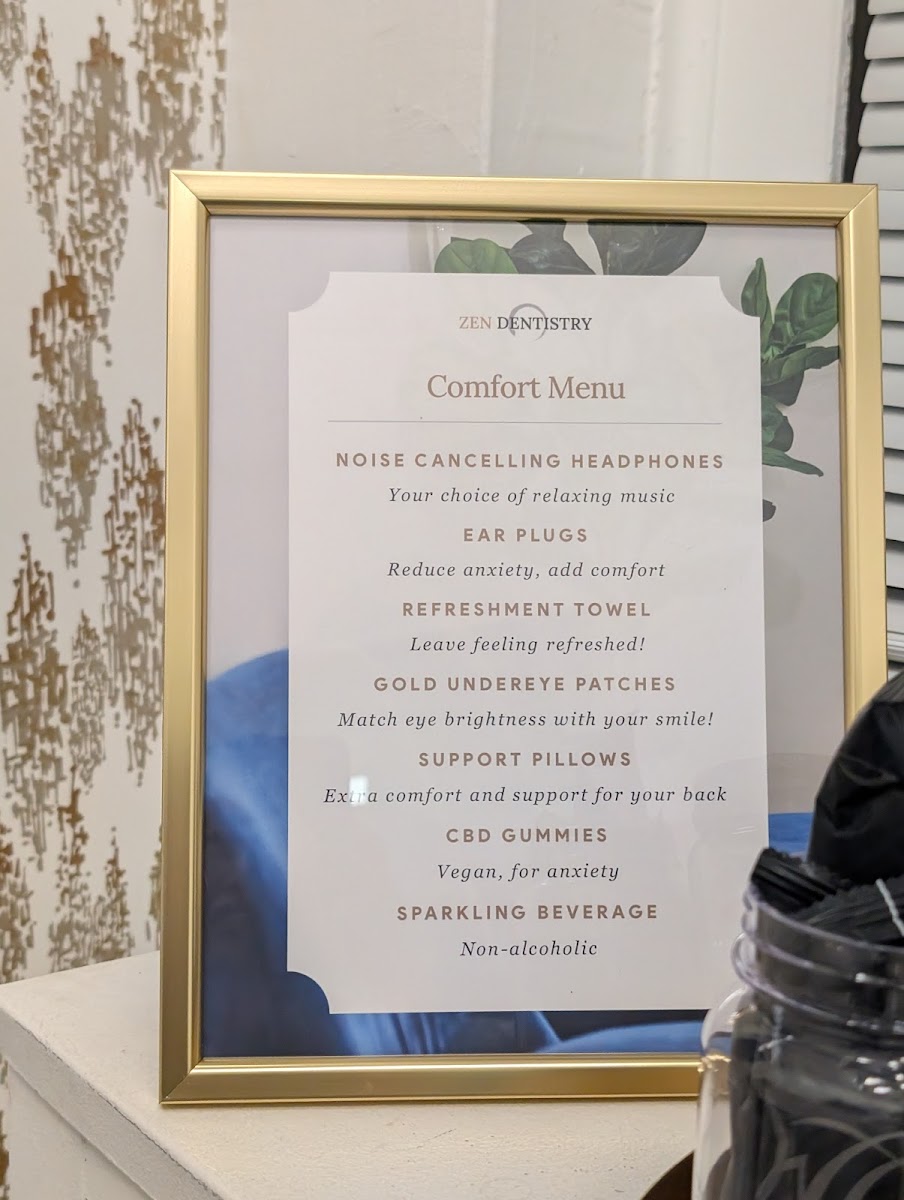 ZEN DENTISTRY
Comfort Menu
NOISE CANCELLING HEADPHONES
Your choice of relaxing music
EAR PLUGS
Reduce anxiety, add comfort
REFRESHMENT TOWEL
Leave feeling refreshed!
GOLD UNDEREYE PATCHES
Match eye brightness with your smile!
SUPPORT PILLOWS
Extra comfort and support for your back
CBD GUMMIES
Vegan, for anxiety
SPARKLING BEVERAGE
Non-alcoholic